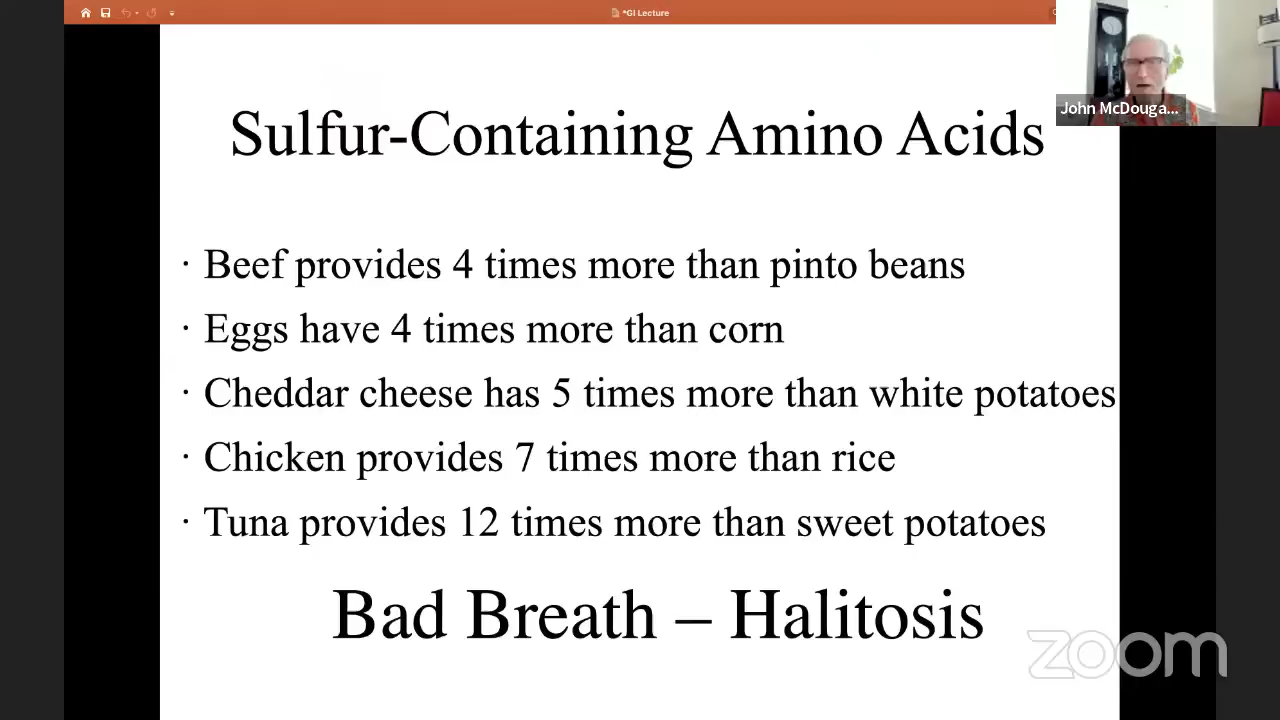 *GI Lecture
John McDouga...
Sulfur-Containing Amino Acids
· Beef provides 4 times more than pinto beans
· Eggs have 4 times more than corn
· Cheddar cheese has 5 times more than white potatoes
· Chicken provides 7 times more than rice
· Tuna provides 12 times more than sweet potatoes
Bad Breath – Halitosis
zoom